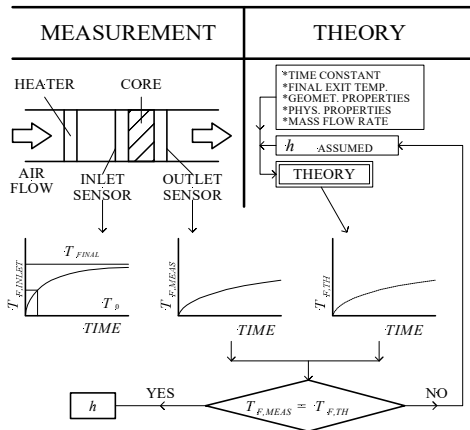 MEASUREMENT
THEORY
*TIME CONSTANT
*FINAL EXIT TEMP.
*GEOMET. PROPERTIES
*PHYS. PROPERTIES
*MASS FLOW RATE
HEATER
CORE
h ASSUMED
THEORY
AIR
FLOW
INLET
SENSOR
OUTLET
SENSOR
T F,INLET
T FINAL
T 0
TIME
T F,MEAS
TIME
T F,TH
TIME
YES
NO
h
T F,MEAS = T F,TH